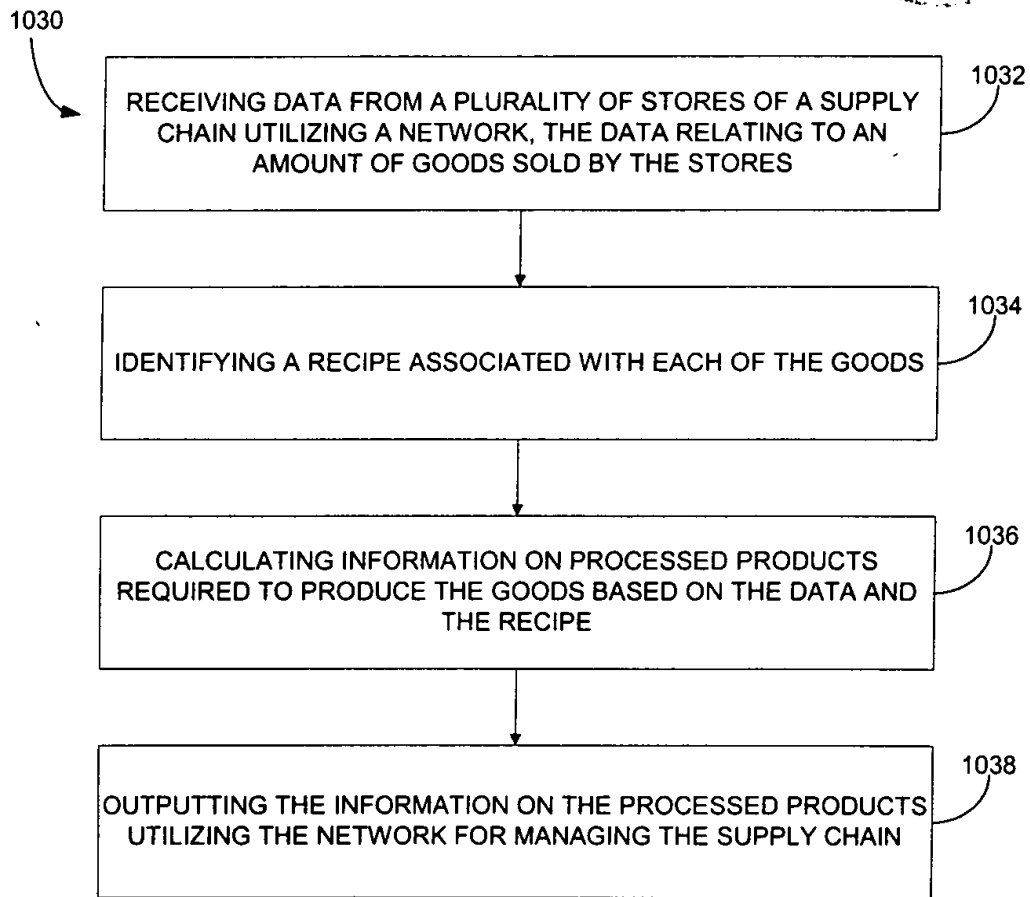 1030
1032
RECEIVING DATA FROM A PLURALITY OF STORES OF A SUPPLY
CHAIN UTILIZING A NETWORK, THE DATA RELATING TO AN
AMOUNT OF GOODS SOLD BY THE STORES
1034
IDENTIFYING A RECIPE ASSOCIATED WITH EACH OF THE GOODS
1036
CALCULATING INFORMATION ON PROCESSED PRODUCTS
REQUIRED TO PRODUCE THE GOODS BASED ON THE DATA AND
THE RECIPE
1038
OUTPUTTING THE INFORMATION ON THE PROCESSED PRODUCTS
UTILIZING THE NETWORK FOR MANAGING THE SUPPLY CHAIN